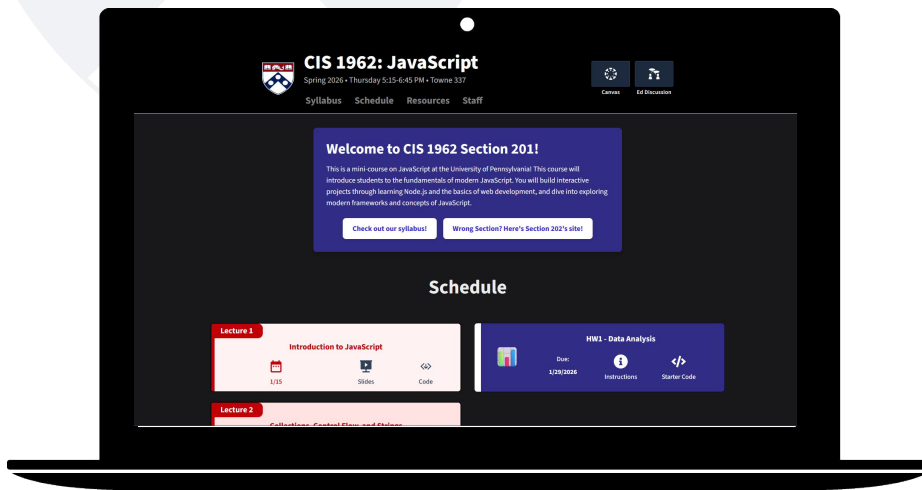 CIS 1962: JavaScript
Spring 2026 • Thursday 5:15-6:45 PM • Towne 337
Syllabus Schedule Resources Staff
Canvas Ed Discussion
Welcome to CIS 1962 Section 201!
This is a mini-course on JavaScript at the University of Pennsylvania! This course will
introduce students to the fundamentals of modern JavaScript. You will build interactive
projects through learning Node.js and the basics of web development, and dive into exploring
modern frameworks and concepts of JavaScript.
Check out our syllabus! Wrong Section? Here's Section 202's site!
Schedule
Lecture 1
Introduction to JavaScript
1/15 Slides Code
HW1 - Data Analysis
Due:
1/29/2026
Instructions Starter Code
Lecture 2
Collections, Control Flow, and Strings